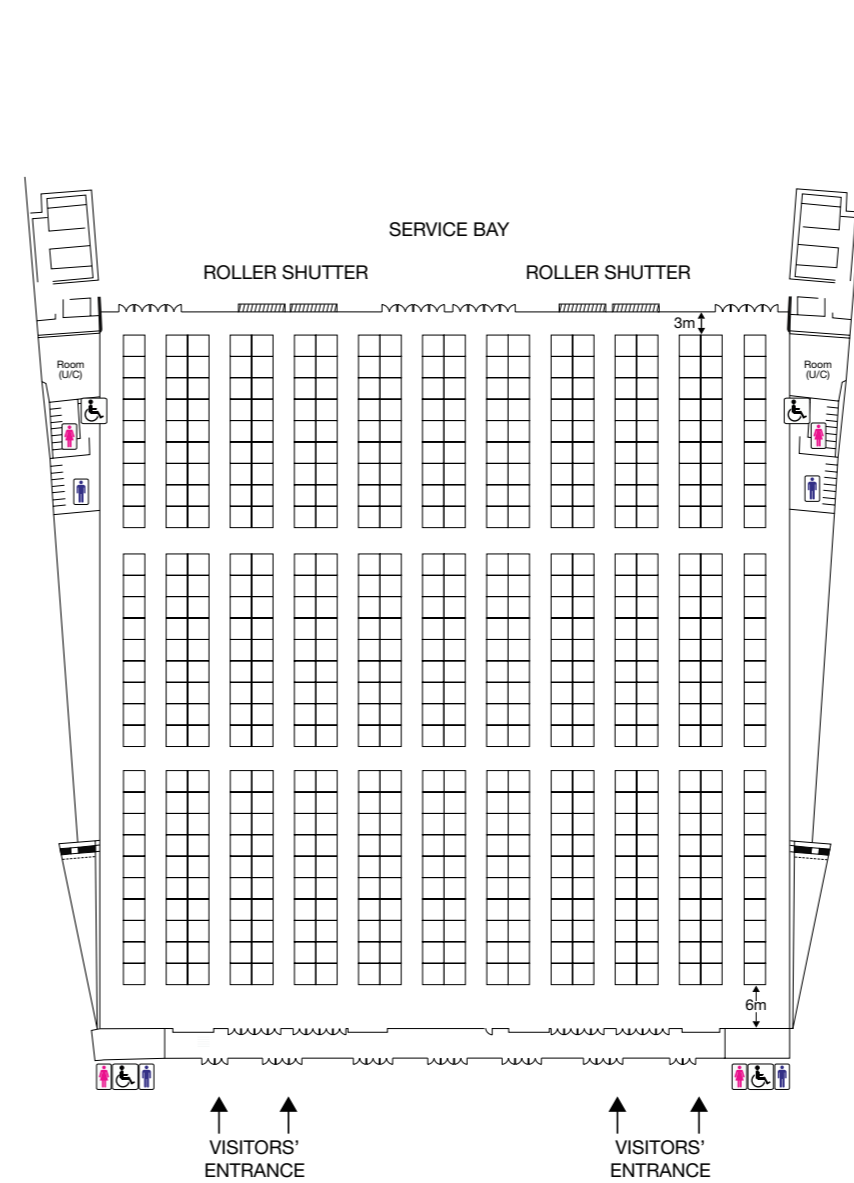 SERVICE BAY
ROLLER SHUTTER
ROLLER SHUTTER
3m
Room
(U/C)
Room
(U/C)
6m
VISITORS'
ENTRANCE
VISITORS'
ENTRANCE